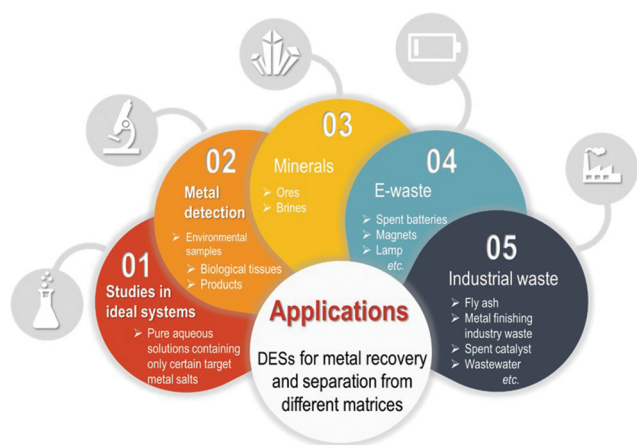 01
Studies in
ideal systems
➢ Pure aqueous
solutions containing
only certain target
metal salts
02
Metal
detection
➢ Environmental
samples
➢ Biological tissues
➢ Products
03
Minerals
➢ Ores
➢ Brines
04
E-waste
➢ Spent batteries
➢ Magnets
➢ Lamp
etc.
05
Industrial waste
➢ Fly ash
➢ Metal finishing
industry waste
➢ Spent catalyst
➢ Wastewater
etc.
Applications
DESs for metal recovery
and separation from
different matrices